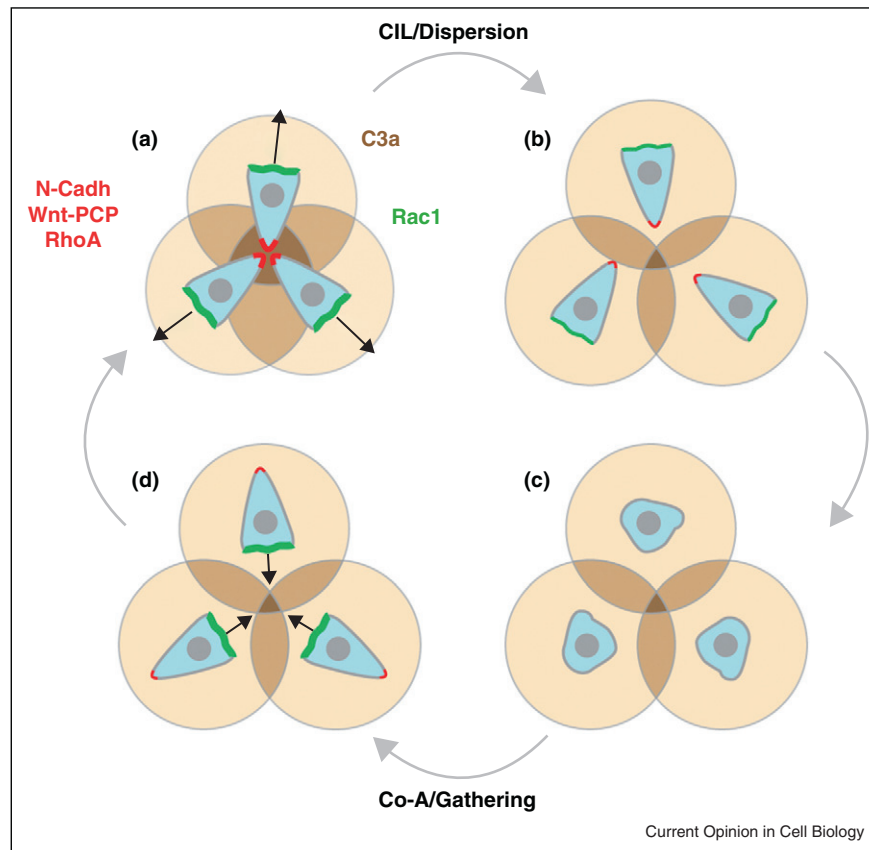 CIL/Dispersion
(a)
C3a
(b)
N-Cadh
Wnt-PCP
RhoA
Rac1
(d)
(c)
Co-A/Gathering
Current Opinion in Cell Biology